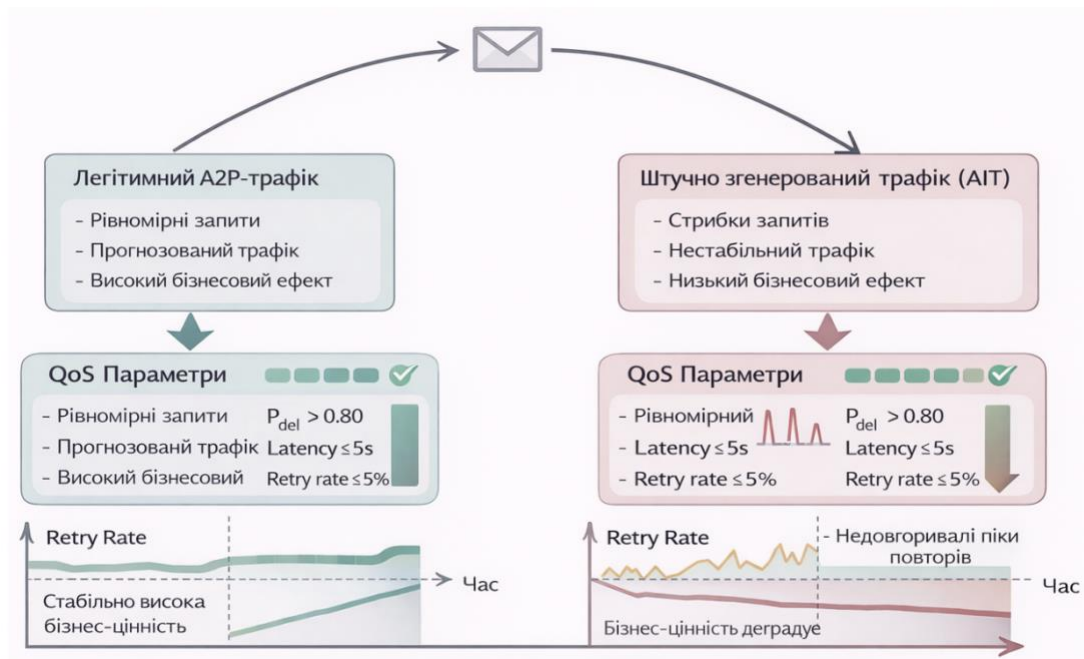 Легітимний A2P-трафік
- Рівномірні запити
- Прогнозований трафік
- Високий бізнесовий ефект
QoS Параметри
- Рівномірні запити
- Прогнозованй трафік
- Високий бізнесовий
P_del > 0.80
Latency ≤ 5s
Retry rate ≤ 5%
Retry Rate
Час
Стабільно висока
бізнес-цінність
Штучно згенерований трафік (AIT)
- Стрибки запитів
- Нестабільний трафік
- Низький бізнесовий ефект
QoS Параметри
- Рівномірний
- Latency ≤ 5s
- Retry rate ≤ 5%
P_del > 0.80
Latency ≤ 5s
Retry rate ≤ 5%
Retry Rate
- Недовгоривалі піки
повторів
Час
Бізнес-цінність деградує